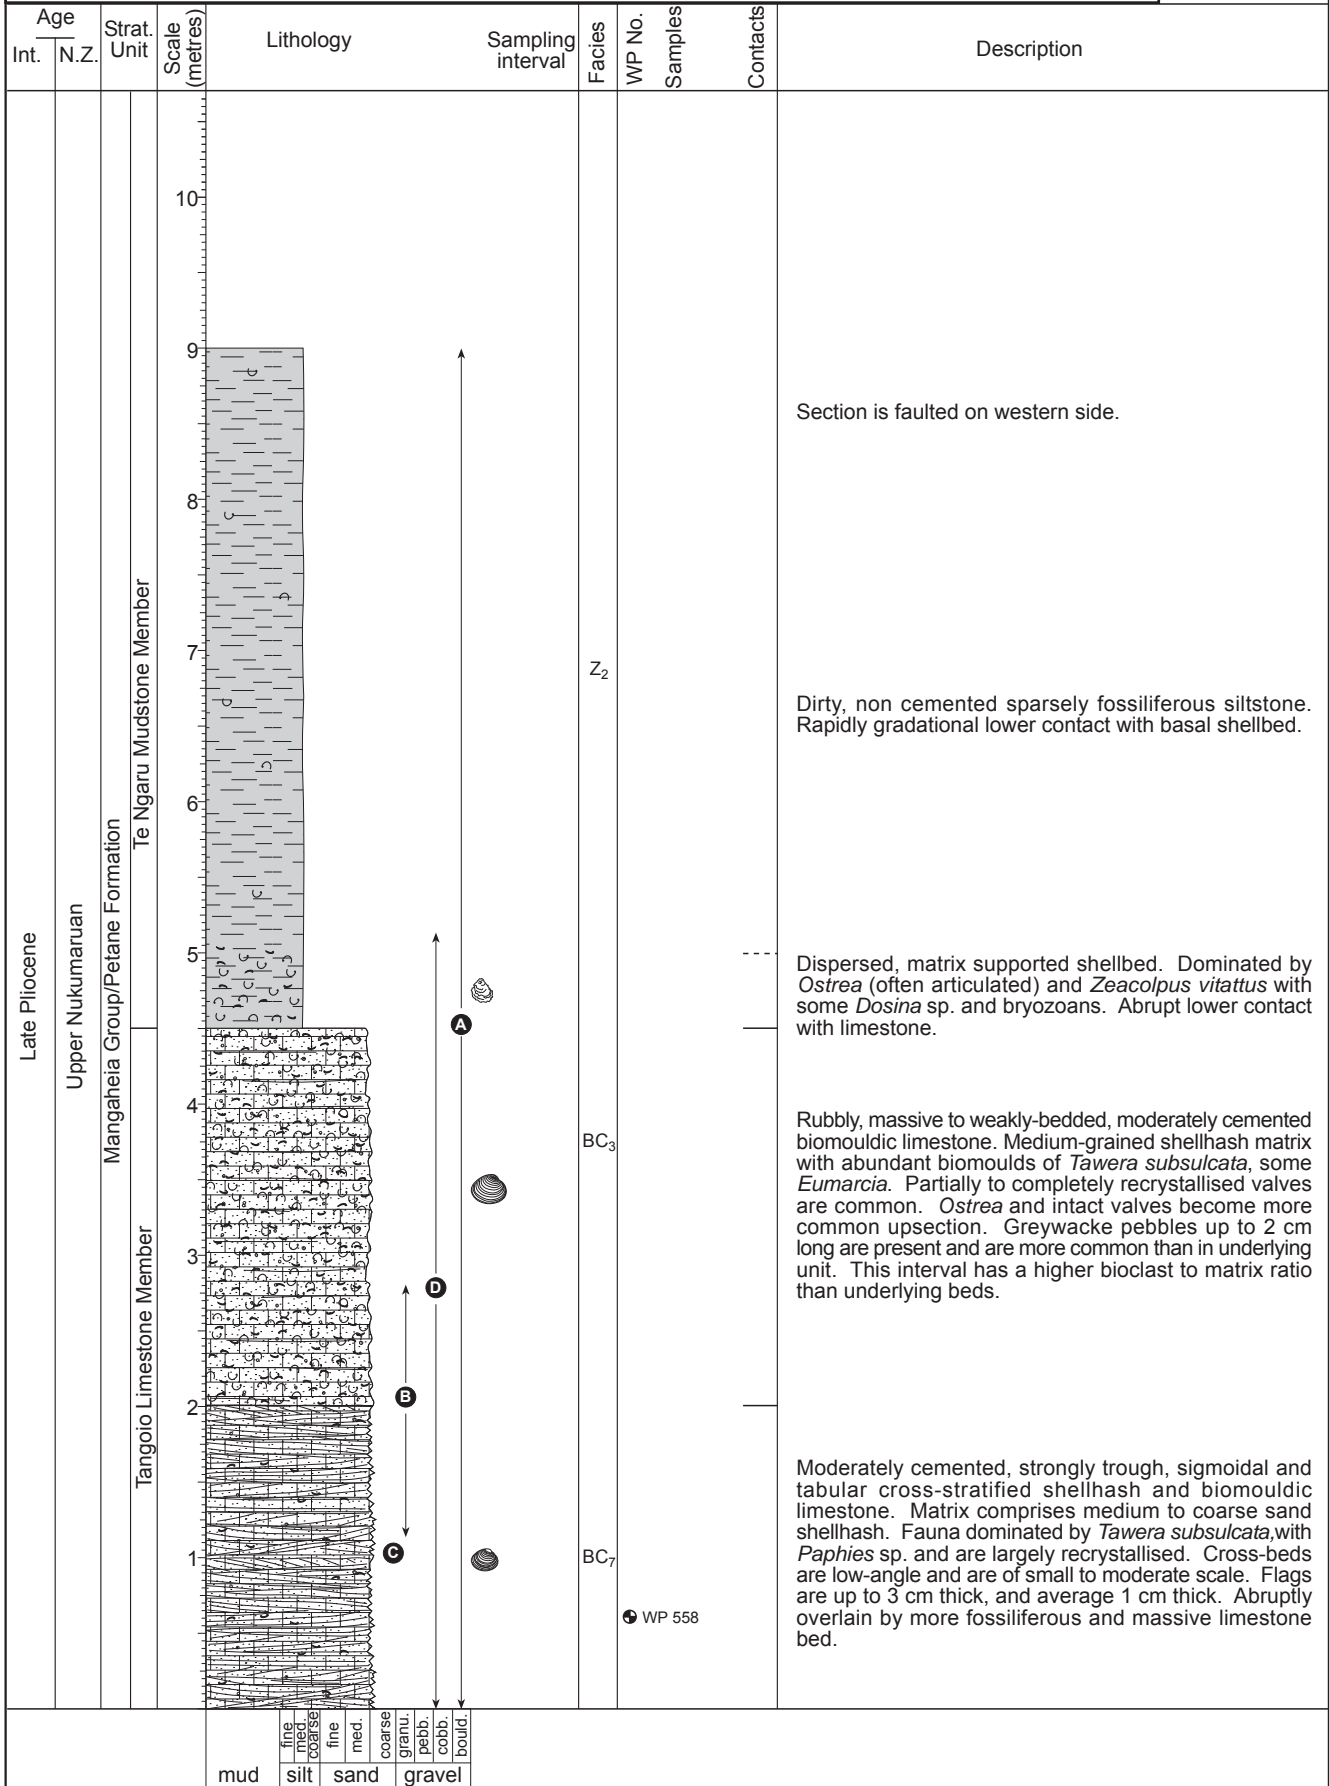 Age
Int.
N.Z.
Strat.
Unit
Scale
(metres)
Lithology
Sampling
interval
Facies
WP No.
Samples
Contacts
Description
10
9
8
7
6
5
4
3
2
1
Late Pliocene
Upper Nukumaruan
Mangaheia Group/Petane Formation
Te Ngaru Mudstone Member
Tangoio Limestone Member
A
D
B
C
Z2
BC3
BC7
WP 558
Section is faulted on western side.
Dirty, non cemented sparsely fossiliferous siltstone.
Rapidly gradational lower contact with basal shellbed.
Dispersed, matrix supported shellbed. Dominated by
Ostrea (often articulated) and Zeacolpus vitattus with
some Dosina sp. and bryozoans. Abrupt lower contact
with limestone.
Rubbly, massive to weakly-bedded, moderately cemented
biomouldic limestone. Medium-grained shellhash matrix
with abundant biomoulds of Tawera subsulcata, some
Eumarcia. Partially to completely recrystallised valves
are common. Ostrea and intact valves become more
common upsection. Greywacke pebbles up to 2 cm
long are present and are more common than in underlying
unit. This interval has a higher bioclast to matrix ratio
than underlying beds.
Moderately cemented, strongly trough, sigmoidal and
tabular cross-stratified shellhash and biomouldic
limestone. Matrix comprises medium to coarse sand
shellhash. Fauna dominated by Tawera subsulcata,with
Paphies sp. and are largely recrystallised. Cross-beds
are low-angle and are of small to moderate scale. Flags
are up to 3 cm thick, and average 1 cm thick. Abruptly
overlain by more fossiliferous and massive limestone
bed.
fine
med.
coarse
fine
med.
coarse
granu.
pebb.
cobb.
bould.
mud
silt
sand
gravel